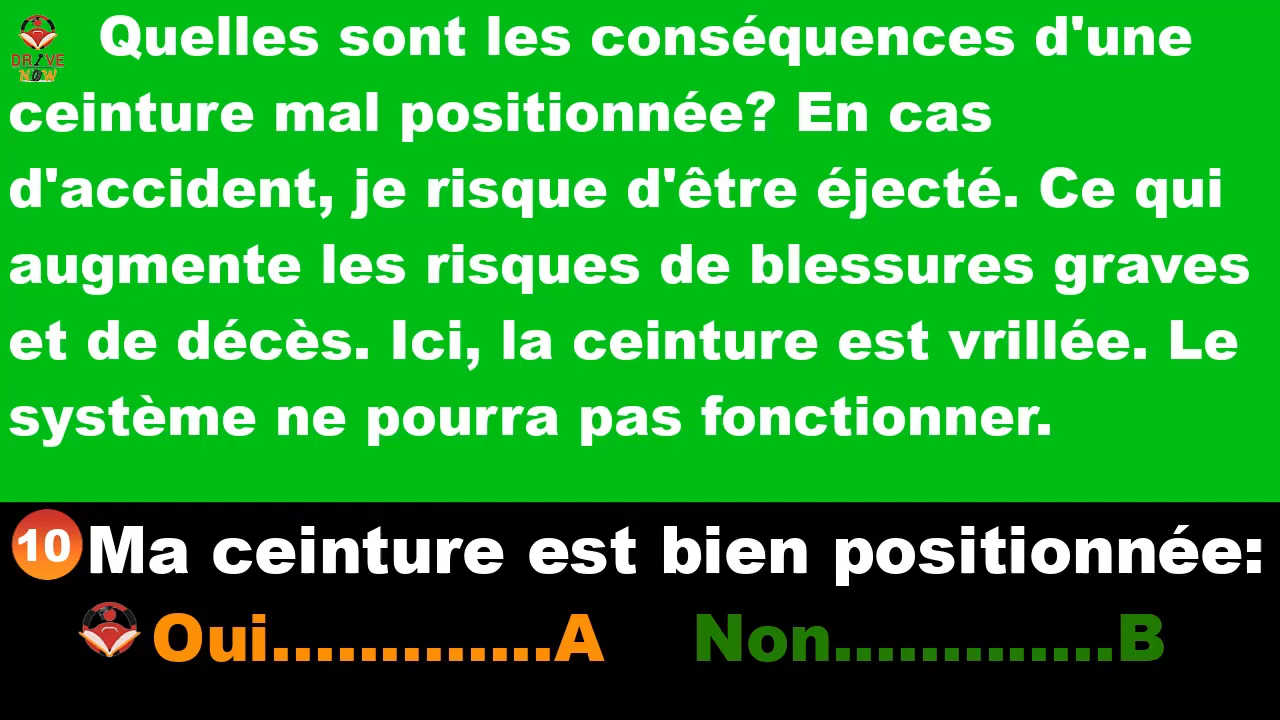 DRIVE
NOW
Quelles sont les conséquences d'une
ceinture mal positionnée? En cas
d'accident, je risque d'être éjecté. Ce qui
augmente les risques de blessures graves
et de décès. Ici, la ceinture est vrillée. Le
système ne pourra pas fonctionner.
10 Ma ceinture est bien positionnée:
Oui.............A Non.............B